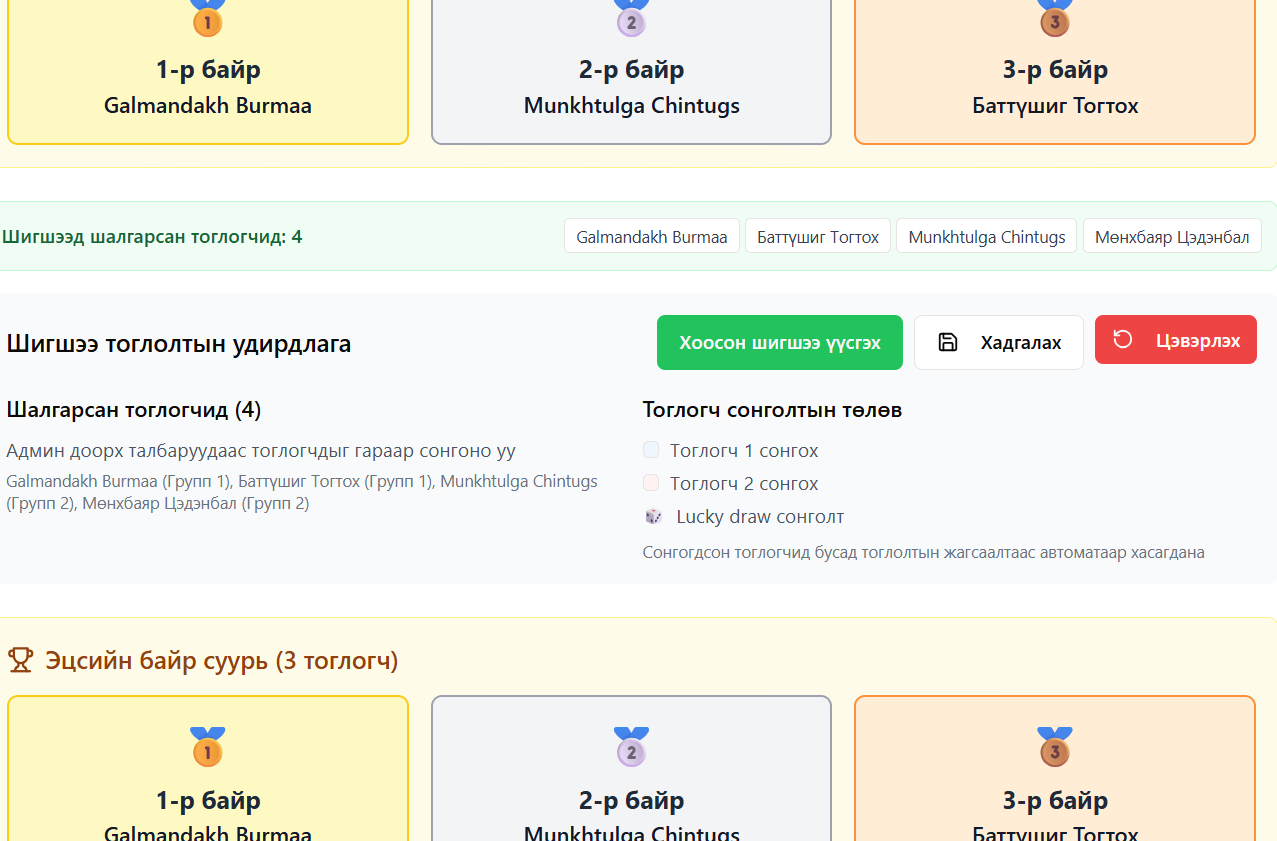 1
2
3
1-р байр
2-р байр
3-р байр
Galmandakh Burmaa
Munkhtulga Chintugs
Баттүшиг Тогтох
Шигшээд шалгарсан тоглогчид: 4
Galmandakh Burmaa
Баттүшиг Тогтох
Munkhtulga Chintugs
Мөнхбаяр Цэдэнбал
Шигшээ тоглолтын удирдлага
Хоосон шигшээ үүсгэх
Хадгалах
Цэвэрлэх
Шалгарсан тоглогчид (4)
Админ доорх талбаруудаас тоглогчдыг гараар сонгоно уу
Galmandakh Burmaa (Групп 1), Баттүшиг Тогтох (Групп 1), Munkhtulga Chintugs
(Групп 2), Мөнхбаяр Цэдэнбал (Групп 2)
Тоглогч сонголтын төлөв
Тоглогч 1 сонгох
Тоглогч 2 сонгох
Lucky draw сонголт
Сонгогдсон тоглогчид бусад тоглолтын жагсаалтаас автоматаар хасагдана
Эцсийн байр суурь (3 тоглогч)
1
2
3
1-р байр
2-р байр
3-р байр
Galmandakh Burmaa
Munkhtulga Chintugs
Баттүшиг Тогтох